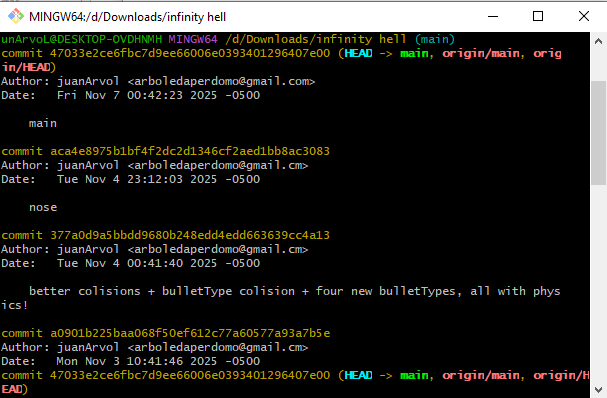 MINGW64:/d/Downloads/infinity hell
unArvoL@DESKTOP-OVDHNMH MINGW64 /d/Downloads/infinity hell (main)
commit 47033e2ce6fbc7d9ee66006e0393401296407e00 (HEAD -> main, origin/main, orig
in/HEAD)
Author: juanArvol <arboledaperdomo@gmail.com>
Date:   Fri Nov 7 00:42:23 2025 -0500
main
commit aca4e8975b1bf4f2dc2d1346cf2aed1bb8ac3083
Author: juanArvol <arboledaperdomo@gmail.cm>
Date:   Tue Nov 4 23:12:03 2025 -0500
nose
commit 377a0d9a5bbdd9680b248edd4edd663639cc4a13
Author: juanArvol <arboledaperdomo@gmail.cm>
Date:   Tue Nov 4 00:41:40 2025 -0500
better colisions + bulletType colision + four new bulletTypes, all with phys
ics!
commit a0901b225baa068f50ef612c77a60577a93a7b5e
Author: juanArvol <arboledaperdomo@gmail.cm>
Date:   Mon Nov 3 10:41:46 2025 -0500
commit 47033e2ce6fbc7d9ee66006e0393401296407e00 (HEAD -> main, origin/main, origin/H
EAD)